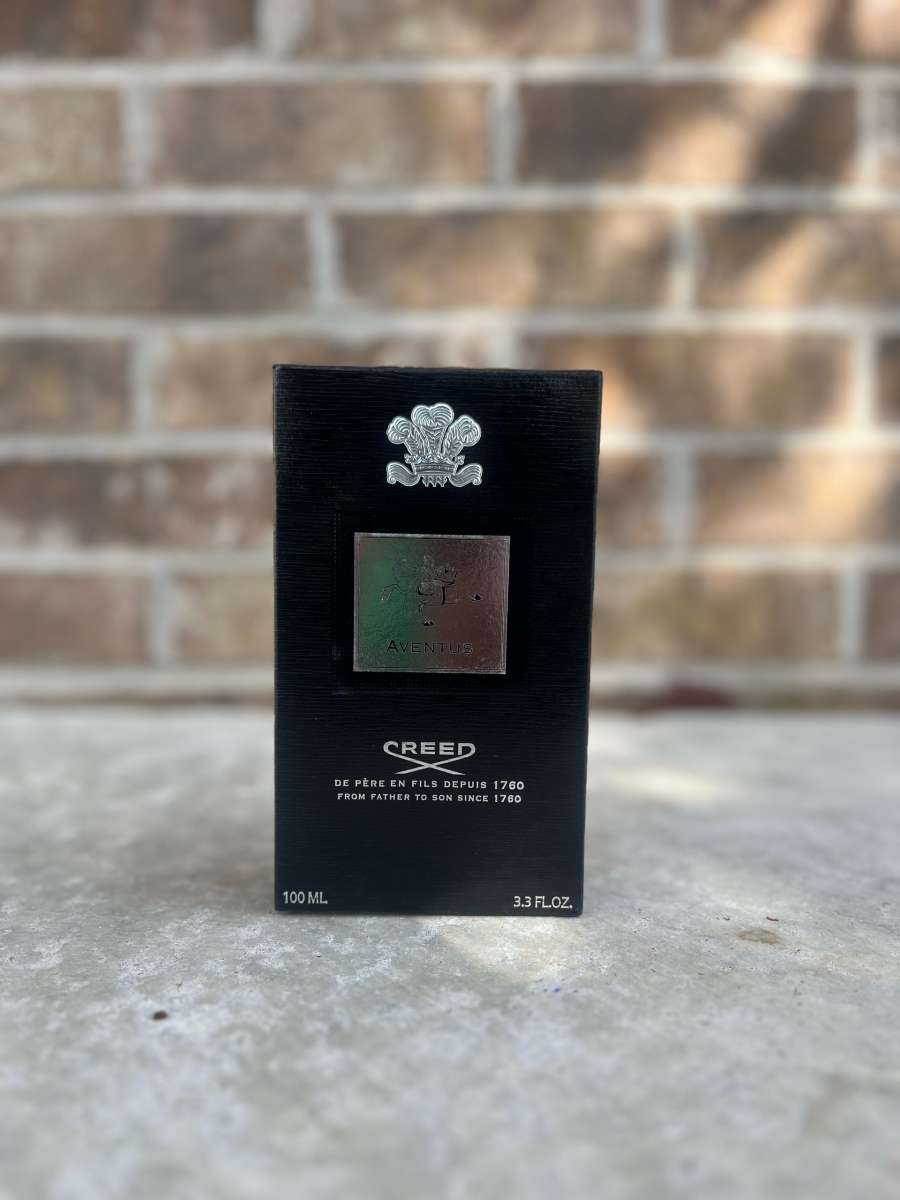 AVENTUS
CREED
DE PÈRE EN FILS DEPUIS 1760
FROM FATHER TO SON SINCE 1760
100 ML
3.3 FL.OZ.